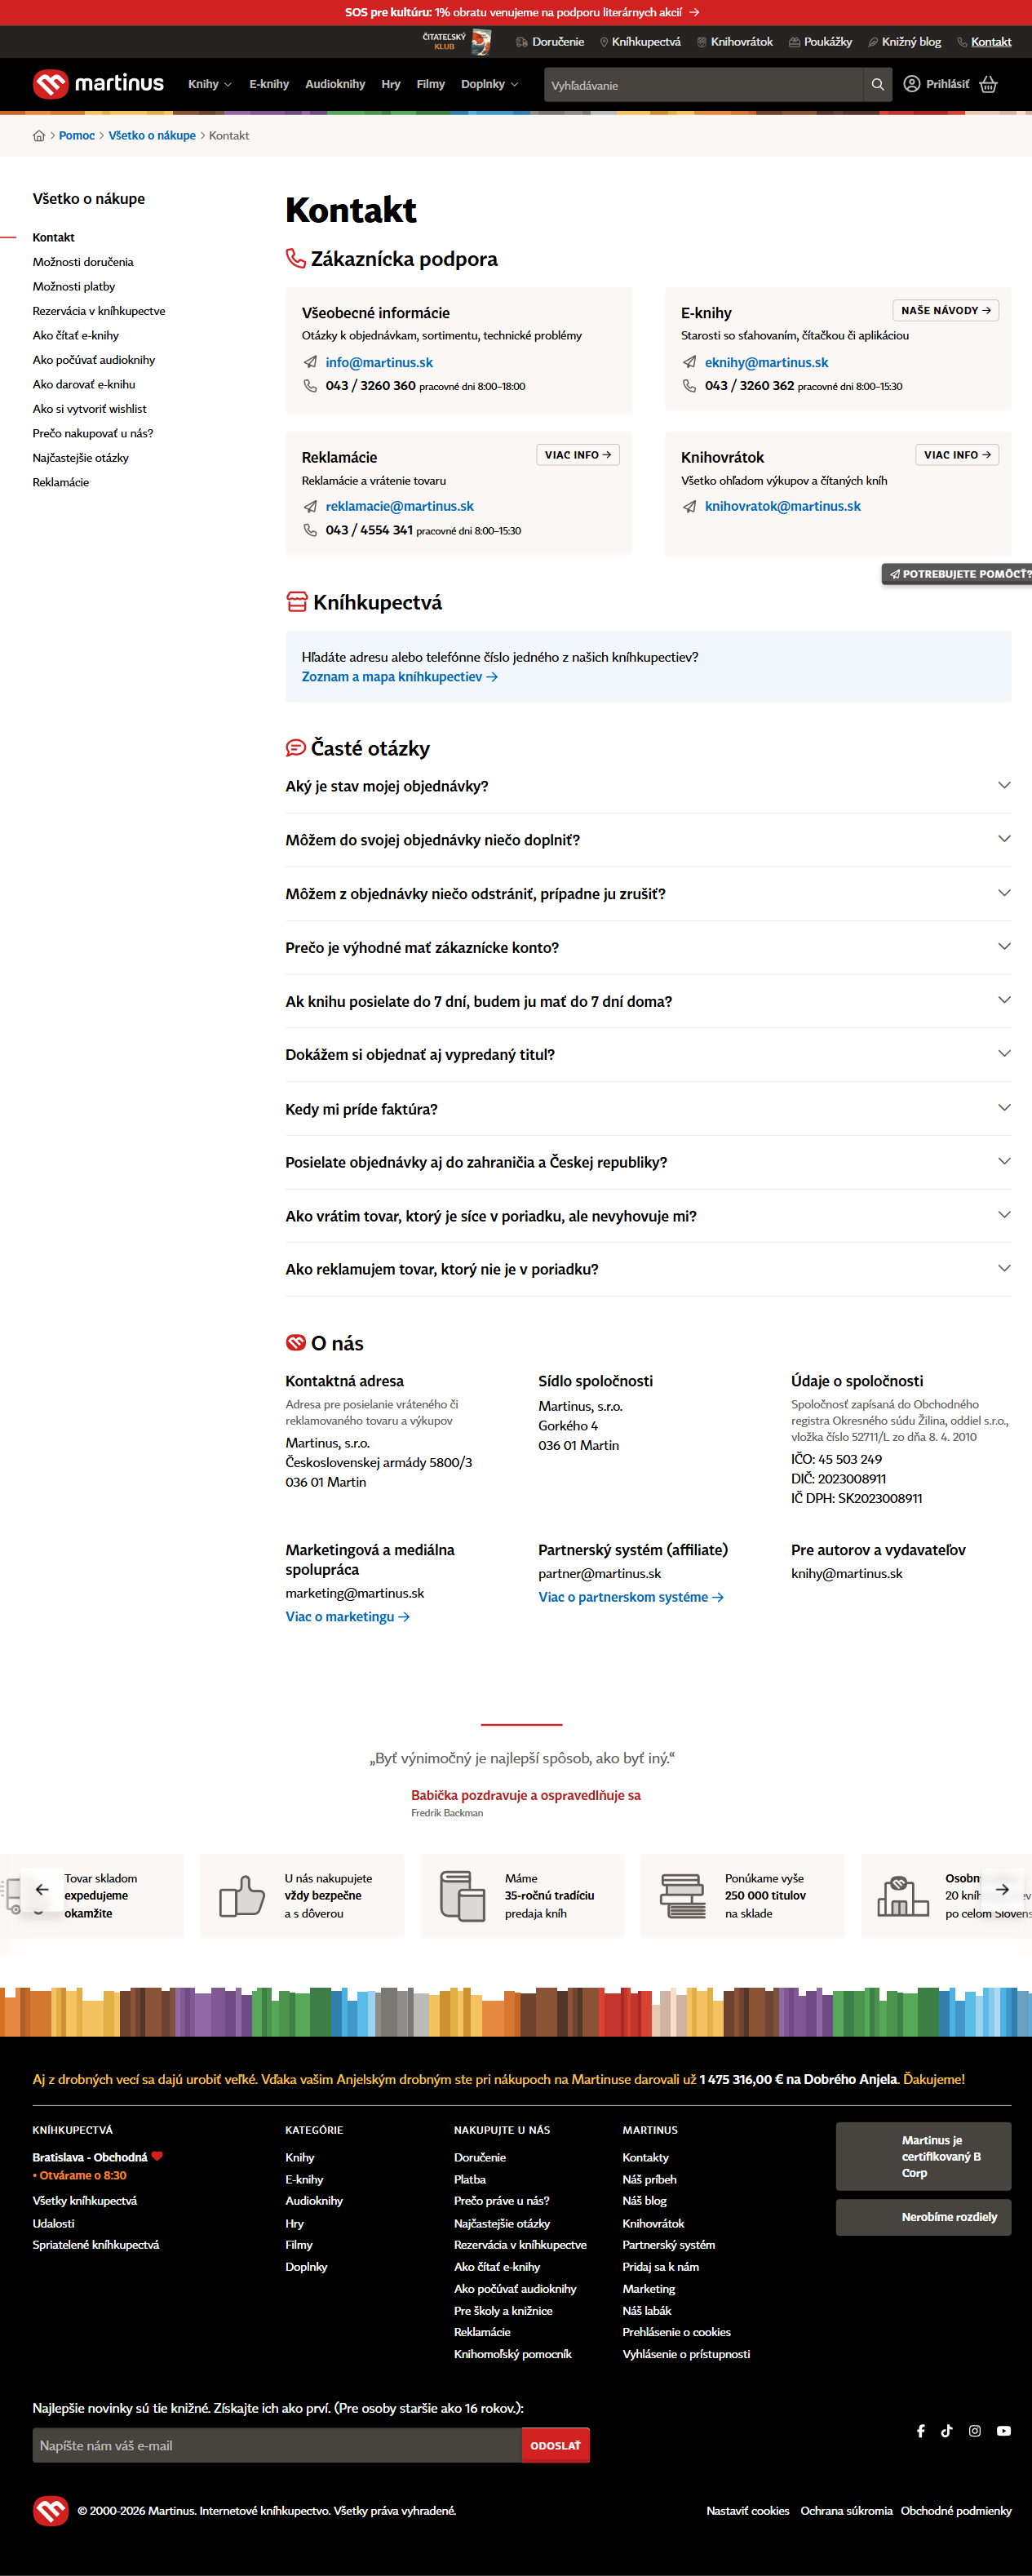 SOS pre kultúru: 1% obratu venujeme na podporu literárnych akcií →
ČITATEĽSKÝ
KLUB
Doručenie
Kníhkupectvá
Knihovrátok
Poukážky
Knižný blog
Kontakt
martinus
Knihy
E-knihy
Audioknihy
Hry
Filmy
Doplnky
Vyhľadávanie
Prihlásiť
Pomoc > Všetko o nákupe > Kontakt
Všetko o nákupe
Kontakt
Možnosti doručenia
Možnosti platby
Rezervácia v kníhkupectve
Ako čítať e-knihy
Ako počúvať audioknihy
Ako darovať e-knihu
Ako si vytvoriť wishlist
Prečo nakupovať u nás?
Najčastejšie otázky
Reklamácie
Kontakt
Zákaznícka podpora
Všeobecné informácie
Otázky k objednávkam, sortimentu, technické problémy
info@martinus.sk
043 / 3260 360 pracovné dni 8:00–18:00
E-knihy
NAŠE NÁVODY →
Starosti so sťahovaním, čítačkou či aplikáciou
eknihy@martinus.sk
043 / 3260 362 pracovné dni 8:00–15:30
Reklamácie
VIAC INFO →
Reklamácie a vrátenie tovaru
reklamacie@martinus.sk
043 / 4554 341 pracovné dni 8:00–15:30
Knihovrátok
VIAC INFO →
Všetko ohľadom výkupov a čítaných kníh
knihovratok@martinus.sk
POTREBUJETE POMÔCŤ?
Kníhkupectvá
Hľadáte adresu alebo telefónne číslo jedného z našich kníhkupectiev?
Zoznam a mapa kníhkupectiev →
Časté otázky
Aký je stav mojej objednávky?
Môžem do svojej objednávky niečo doplniť?
Môžem z objednávky niečo odstrániť, prípadne ju zrušiť?
Prečo je výhodné mať zákaznícke konto?
Ak knihu posielate do 7 dní, budem ju mať do 7 dní doma?
Dokážem si objednať aj vypredaný titul?
Kedy mi príde faktúra?
Posielate objednávky aj do zahraničia a Českej republiky?
Ako vrátim tovar, ktorý je síce v poriadku, ale nevyhovuje mi?
Ako reklamujem tovar, ktorý nie je v poriadku?
O nás
Kontaktná adresa
Adresa pre posielanie vráteného či
reklamovaného tovaru a výkupov
Martinus, s.r.o.
Československej armády 5800/3
036 01 Martin
Sídlo spoločnosti
Martinus, s.r.o.
Gorkého 4
036 01 Martin
Údaje o spoločnosti
Spoločnosť zapísaná do Obchodného
registra Okresného súdu Žilina, oddiel s.r.o.,
vložka číslo 52711/L zo dňa 8. 4. 2010
IČO: 45 503 249
DIČ: 2023008911
IČ DPH: SK2023008911
Marketingová a mediálna
spolupráca
marketing@martinus.sk
Viac o marketingu →
Partnerský systém (affiliate)
partner@martinus.sk
Viac o partnerskom systéme →
Pre autorov a vydavateľov
knihy@martinus.sk
„Byť výnimočný je najlepší spôsob, ako byť iný.“
Babička pozdravuje a ospravedlňuje sa
Fredrik Backman
Tovar skladom
expedujeme
okamžite
U nás nakupujete
vždy bezpečne
a s dôverou
Máme
35-ročnú tradíciu
predaja kníh
Ponúkame vyše
250 000 titulov
na sklade
20
po celom
Aj z drobných vecí sa dajú urobiť veľké. Vďaka vašim Anjelským drobným ste pri nákupoch na Martinuse darovali už 1 475 316,00 € na Dobrého Anjela. Ďakujeme!
KNÍHKUPECTVÁ
Bratislava - Obchodná
• Otvárame o 8:30
Všetky kníhkupectvá
Udalosti
Spriatelené kníhkupectvá
KATEGÓRIE
Knihy
E-knihy
Audioknihy
Hry
Filmy
Doplnky
NAKUPUJTE U NÁS
Doručenie
Platba
Prečo práve u nás?
Najčastejšie otázky
Rezervácia v kníhkupectve
Ako čítať e-knihy
Ako počúvať audioknihy
Pre školy a knižnice
Reklamácie
Knihomoľský pomocník
MARTINUS
Kontakty
Náš príbeh
Náš blog
Knihovrátok
Partnerský systém
Pridaj sa k nám
Marketing
Náš labák
Prehlásenie o cookies
Vyhlásenie o prístupnosti
Martinus je
certifikovaný B
Corp
Nerobíme rozdiely
Najlepšie novinky sú tie knižné. Získajte ich ako prví. (Pre osoby staršie ako 16 rokov.):
Napíšte nám váš e-mail
ODOSLAŤ
© 2000-2026 Martinus. Internetové kníhkupectvo. Všetky práva vyhradené.
Nastaviť cookies
Ochrana súkromia
Obchodné podmienky